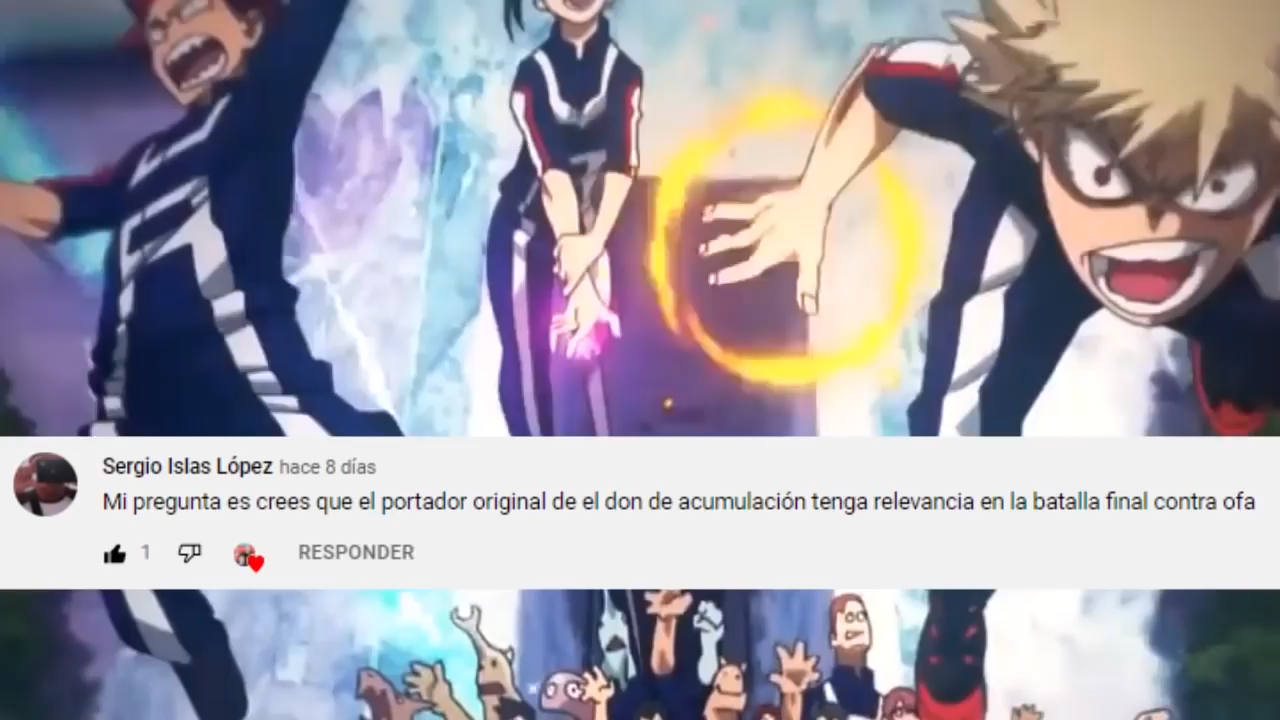 Sergio Islas López hace 8 días
Mi pregunta es crees que el portador original de el don de acumulación tenga relevancia en la batalla final contra ofa
1 RESPONDER